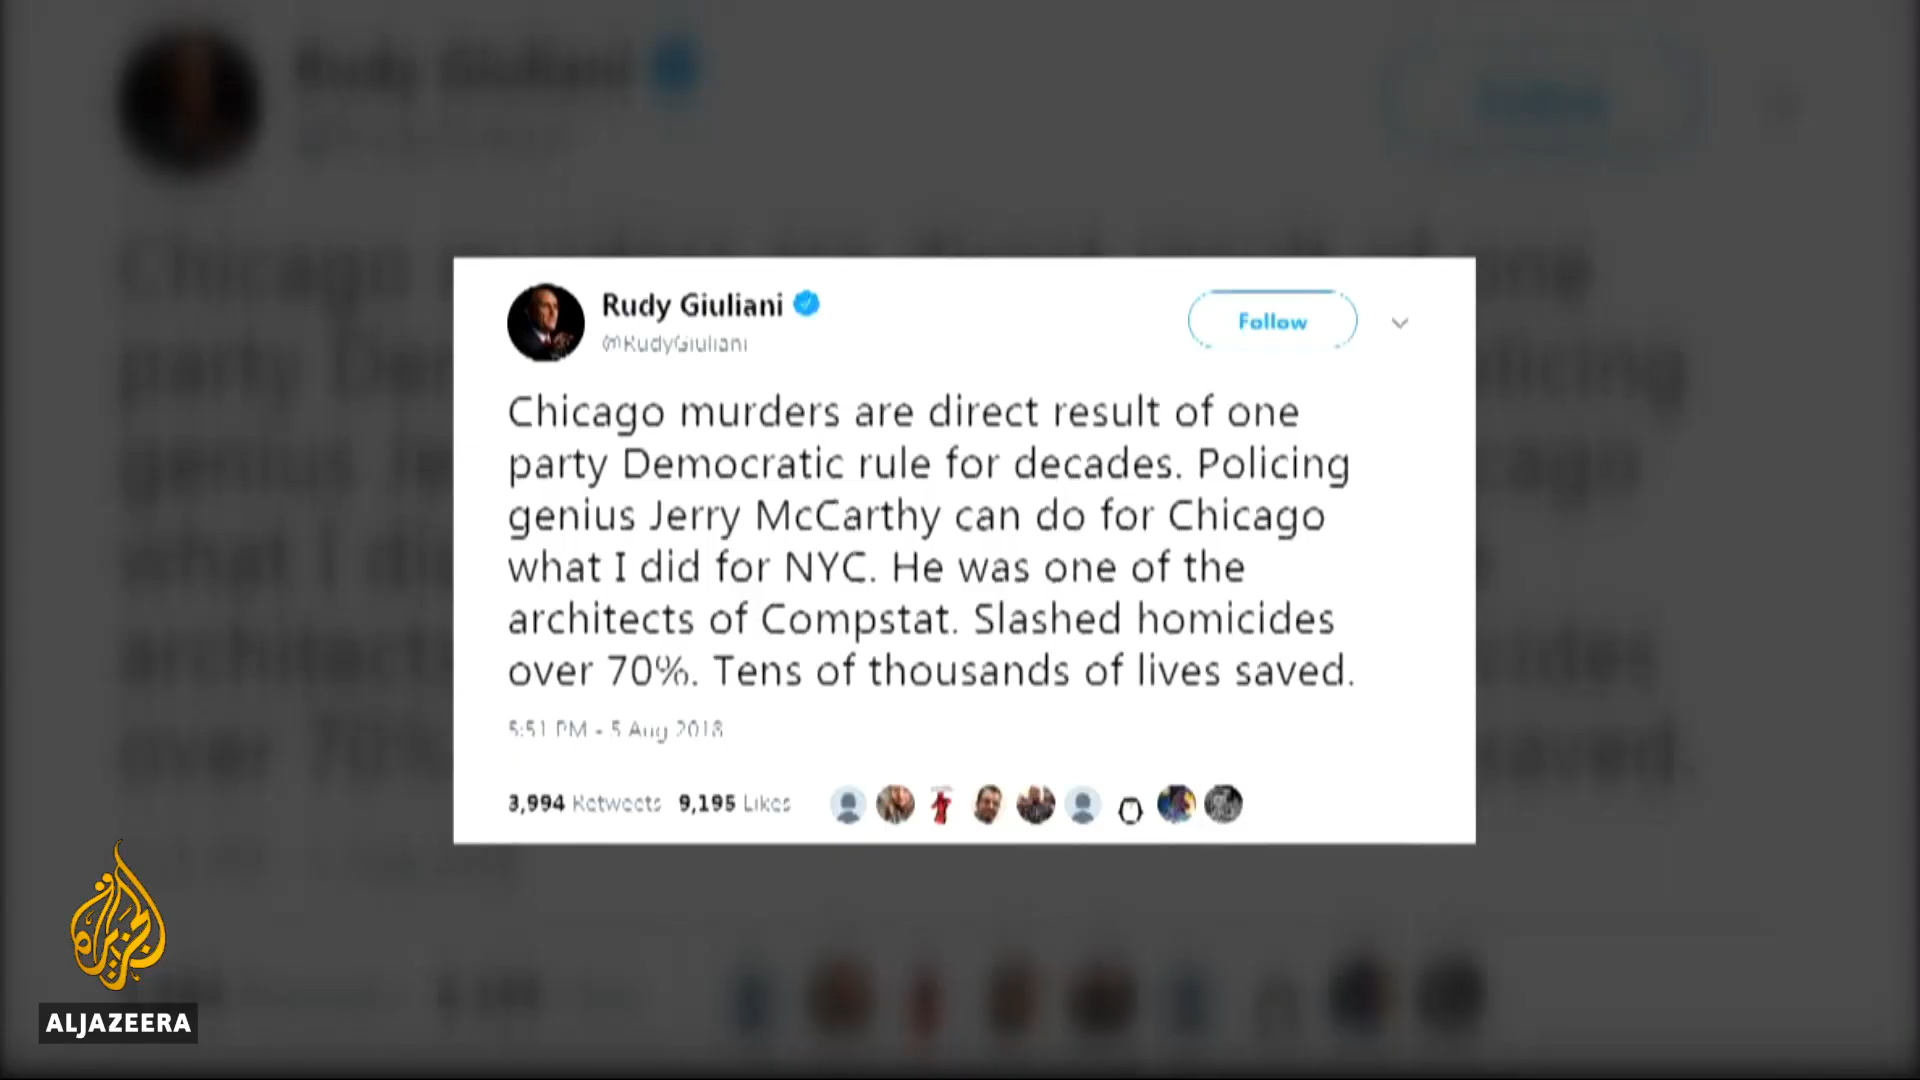 Rudy Giuliani
@RudyGiuliani
Follow
Chicago murders are direct result of one
party Democratic rule for decades. Policing
genius Jerry McCarthy can do for Chicago
what I did for NYC. He was one of the
architects of Compstat. Slashed homicides
over 70%. Tens of thousands of lives saved.
5:51 PM - 5 Aug 2018
3,994 Retweets 9,195 Likes
الجزيرة
ALJAZEERA